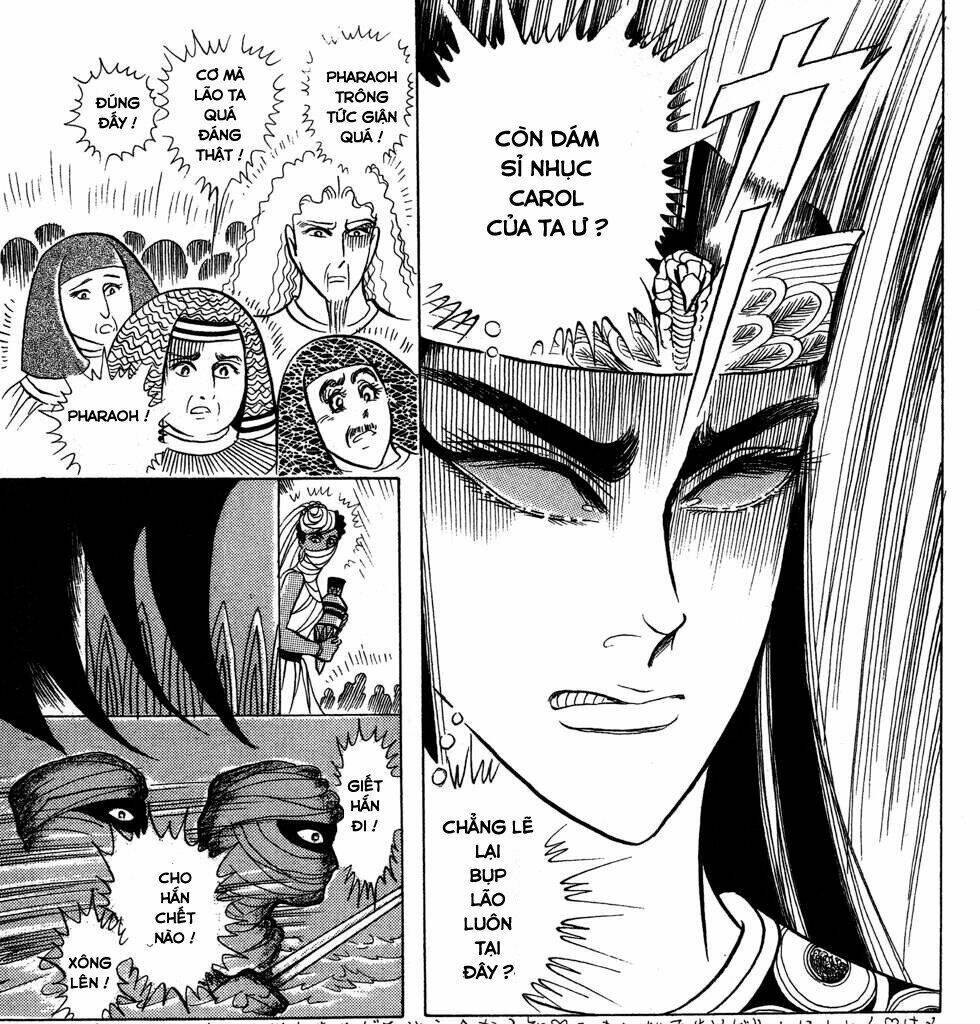 CÒN DÁM
SỈ NHỤC
CAROL
CỦA TA Ư ?
CHẲNG LẼ
LẠI
BỤP
LÃO
LUÔN
TẠI
ĐÂY ?
PHARAOH
TRÔNG
TỨC GIẬN
QUÁ !
CƠ MÀ
LÃO TA
QUÁ
ĐÁNG
THẬT !
ĐÚNG
ĐẤY !
PHARAOH !
GIẾT
HẮN
ĐI !
CHO
HẮN
CHẾT
NÀO !
XÔNG
LÊN !